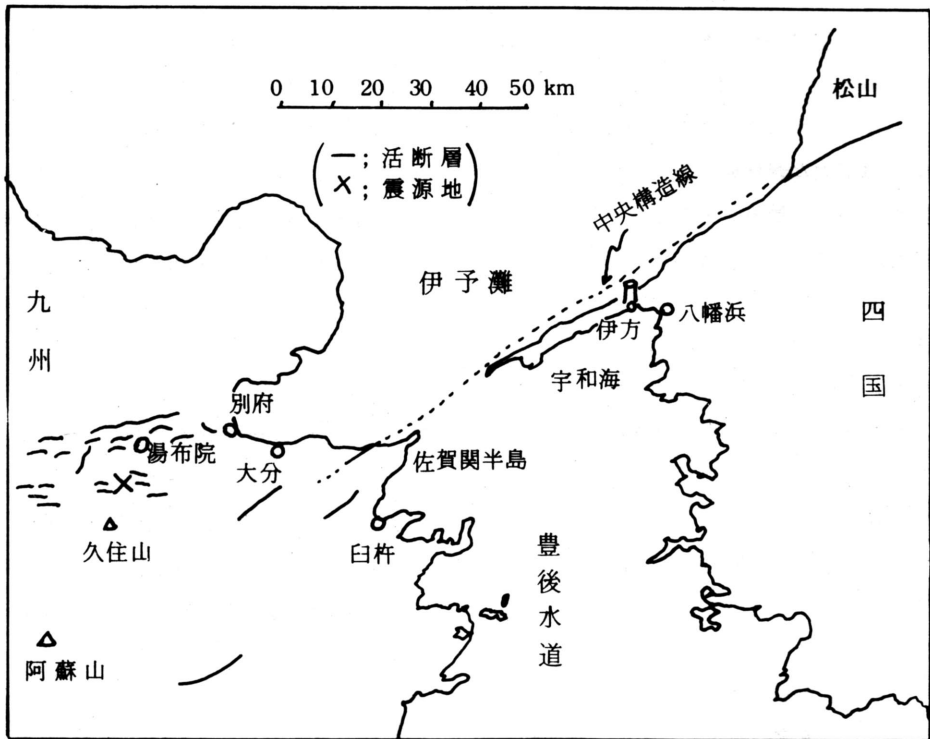 松山
0 10 20 30 40 50 km
一；活断層
×；震源地
中央構造線
伊予灘
九州
伊方
八幡浜
四国
宇和海
別府
湯布院
大分
佐賀関半島
久住山
臼杵
豊後水道
阿蘇山